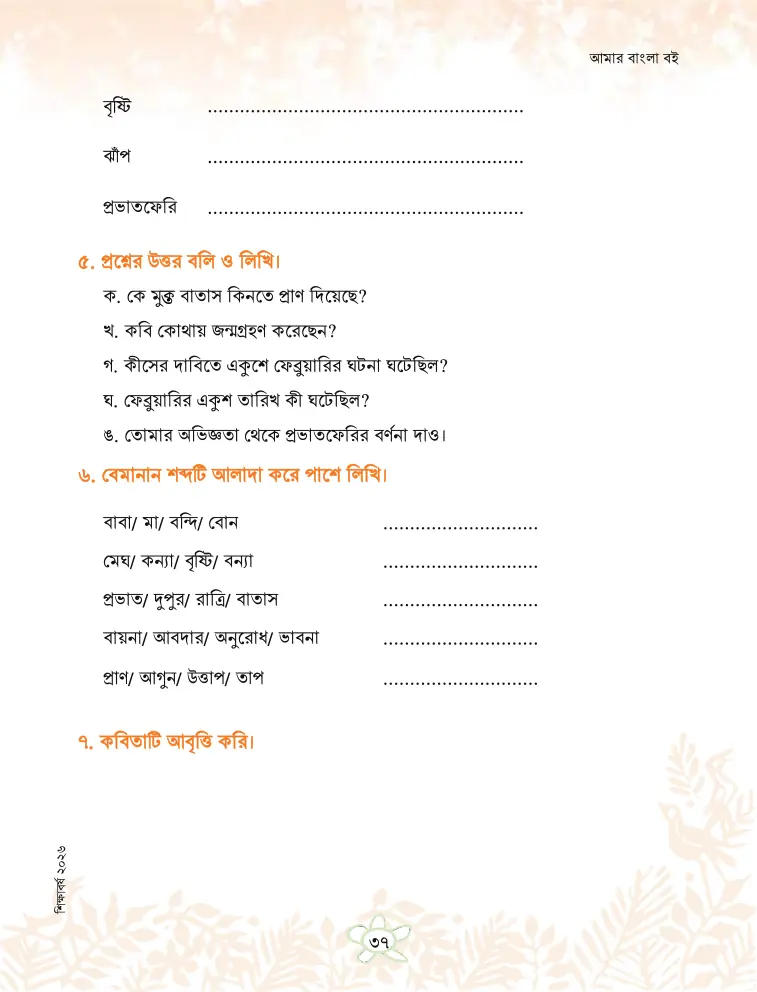 আমার বাংলা বই
বৃষ্টি ............................................................
ঝাঁপ ............................................................
প্রভাতফেরি ............................................................
৫. প্রশ্নের উত্তর বলি ও লিখি।
ক. কে মুক্ত বাতাস কিনতে প্রাণ দিয়েছে?
খ. কবি কোথায় জন্মগ্রহণ করেছেন?
গ. কীসের দাবিতে একুশে ফেব্রুয়ারির ঘটনা ঘটেছিল?
ঘ. ফেব্রুয়ারির একুশ তারিখ কী ঘটেছিল?
ঙ. তোমার অভিজ্ঞতা থেকে প্রভাতফেরির বর্ণনা দাও।
৬. বেমানান শব্দটি আলাদা করে পাশে লিখি।
বাবা/ মা/ বন্দি/ বোন .............................
মেঘ/ কন্যা/ বৃষ্টি/ বন্যা .............................
প্রভাত/ দুপুর/ রাত্রি/ বাতাস .............................
বায়না/ আবদার/ অনুরোধ/ ভাবনা .............................
প্রাণ/ আগুন/ উত্তাপ/ তাপ .............................
৭. কবিতাটি আবৃত্তি করি।
শিক্ষাবর্ষ ২০২৬
৩৭